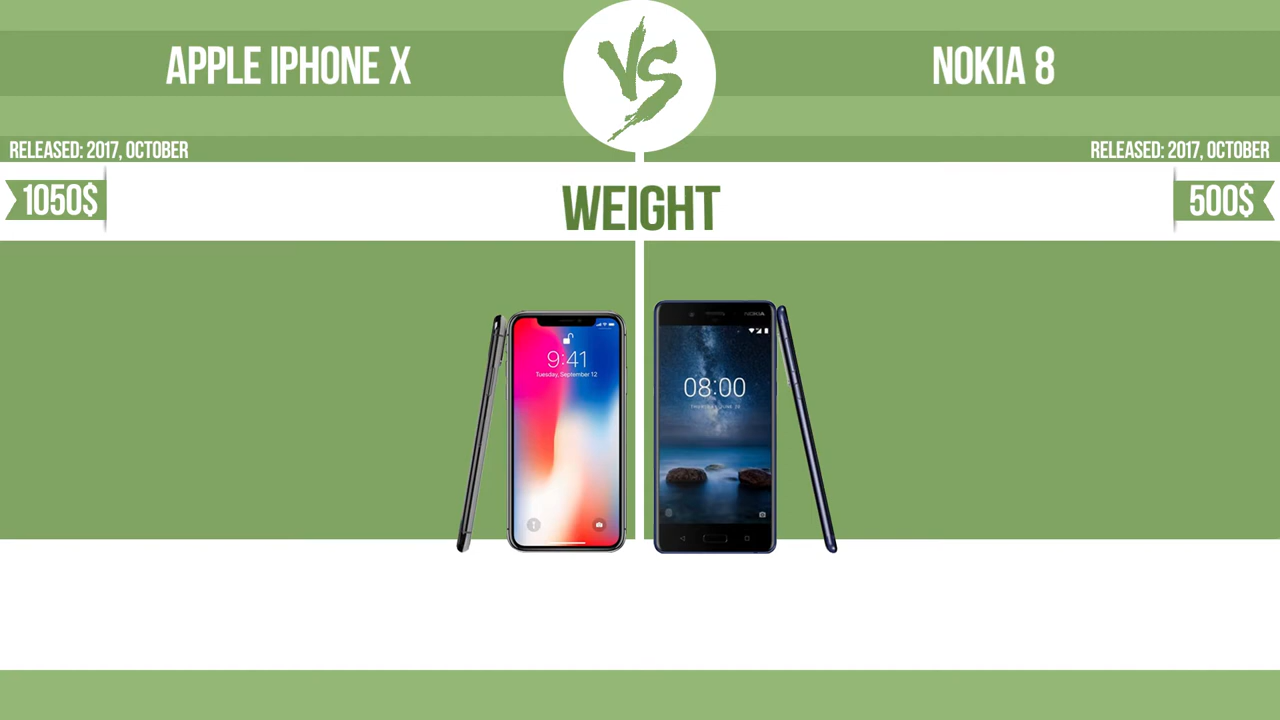 APPLE IPHONE X
VS
NOKIA 8
RELEASED: 2017, OCTOBER
RELEASED: 2017, OCTOBER
1050$
WEIGHT
500$
9:41
Tuesday, September 12
NOKIA
08:00